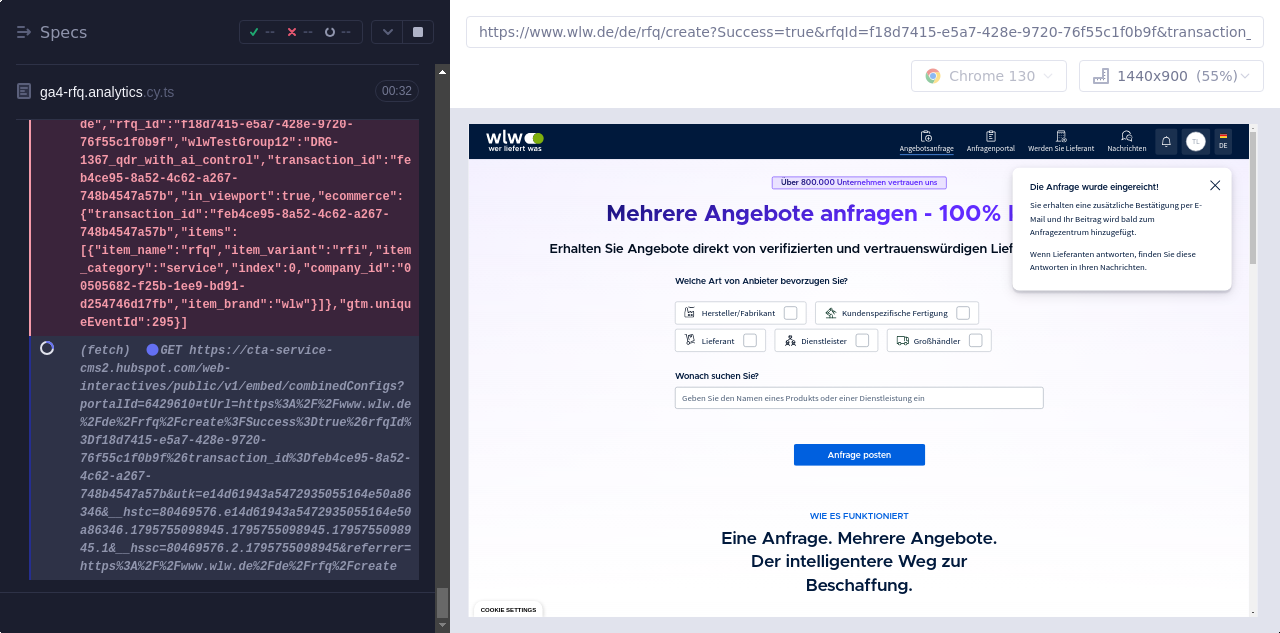 Specs
--
--
--
ga4-rfq.analytics.cy.ts
00:32
de","rfq_id":"f18d7415-e5a7-428e-9720-
76f55c1f0b9f","wlwTestGroup12":"DRG-
1367_qdr_with_ai_control","transaction_id":"fe
b4ce95-8a52-4c62-a267-
748b4547a57b","in_viewport":true,"ecommerce":
{"transaction_id":"feb4ce95-8a52-4c62-a267-
748b4547a57b","items":
[{"item_name":"rfq","item_variant":"rfi","item
_category":"service","index":0,"company_id":"0
0505682-f25b-1ee9-bd91-
d254746d17fb","item_brand":"wlw"}]},"gtm.uniqu
eEventId":295}]
(fetch) GET https://cta-service-
cms2.hubspot.com/web-
interactives/public/v1/embed/combinedConfigs?
portalId=6429610¤tUrl=https%3A%2F%2Fwww.wlw.de
%2Fde%2Frfq%2Fcreate%3FSuccess%3Dtrue%26rfqId%
3Df18d7415-e5a7-428e-9720-
76f55c1f0b9f%26transaction_id%3Dfeb4ce95-8a52-
4c62-a267-
748b4547a57b&utk=e14d61943a5472935055164e50a86
346&__hstc=80469576.e14d61943a5472935055164e50
a86346.1795755098945.1795755098945.17957550989
45.1&__hssc=80469576.2.1795755098945&referrer=
https%3A%2F%2Fwww.wlw.de%2Fde%2Frfq%2Fcreate
https://www.wlw.de/de/rfq/create?Success=true&rfqId=f18d7415-e5a7-428e-9720-76f55c1f0b9f&transaction_
Chrome 130
1440x900 (55%)
wlw
wer liefert was
Angebotsanfrage
Anfragenportal
Werden Sie Lieferant
Nachrichten
TL
DE
Über 800.000 Unternehmen vertrauen uns
Mehrere Angebote anfragen - 100%
Erhalten Sie Angebote direkt von verifizierten und vertrauenswürdigen Lief
Die Anfrage wurde eingereicht!
Sie erhalten eine zusätzliche Bestätigung per E-
Mail und Ihr Beitrag wird bald zum
Anfragezentrum hinzugefügt.
Wenn Lieferanten antworten, finden Sie diese
Antworten in Ihren Nachrichten.
Welche Art von Anbieter bevorzugen Sie?
Hersteller/Fabrikant
Kundenspezifische Fertigung
Lieferant
Dienstleister
Großhändler
Wonach suchen Sie?
Geben Sie den Namen eines Produkts oder einer Dienstleistung ein
Anfrage posten
WIE ES FUNKTIONIERT
Eine Anfrage. Mehrere Angebote.
Der intelligentere Weg zur
Beschaffung.
COOKIE SETTINGS